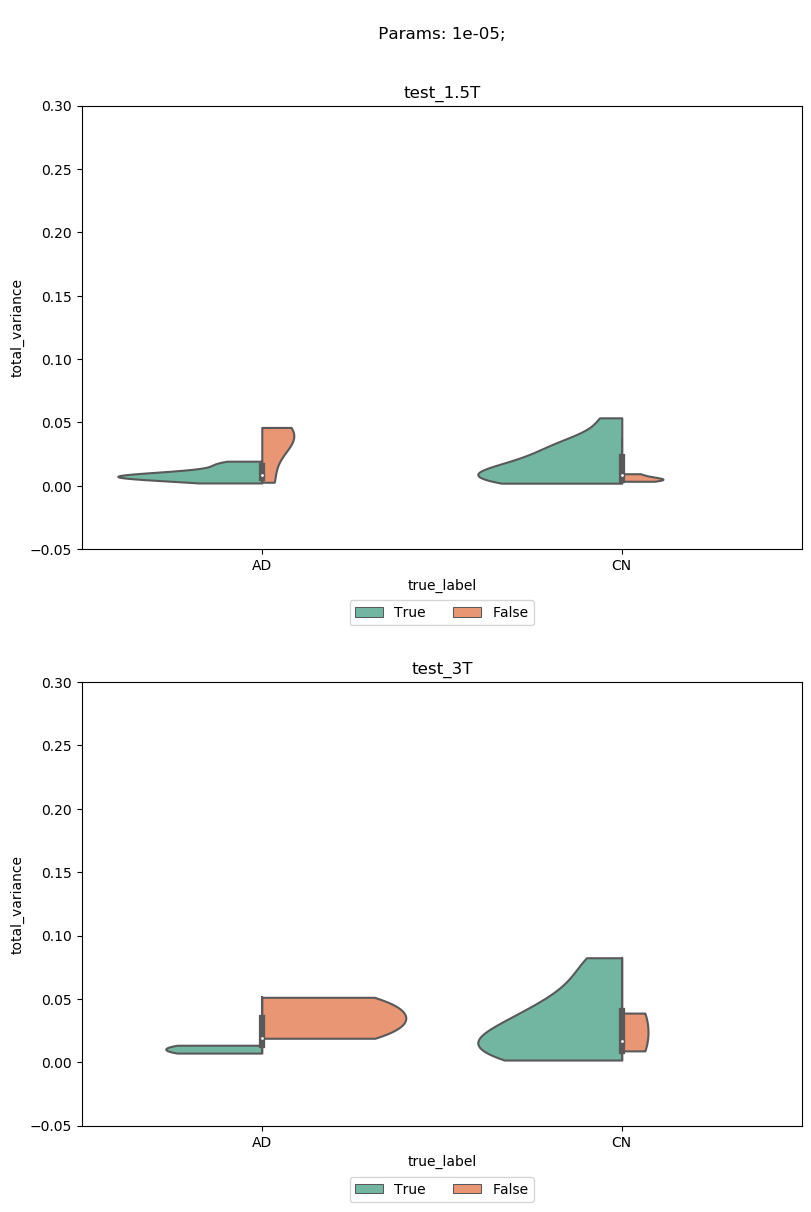 Params: 1e-05;
test_1.5T
0.30
0.25
0.20
0.15
0.10
0.05
0.00
−0.05
total_variance
AD
CN
true_label
True
False
test_3T
0.30
0.25
0.20
0.15
0.10
0.05
0.00
−0.05
total_variance
AD
CN
true_label
True
False